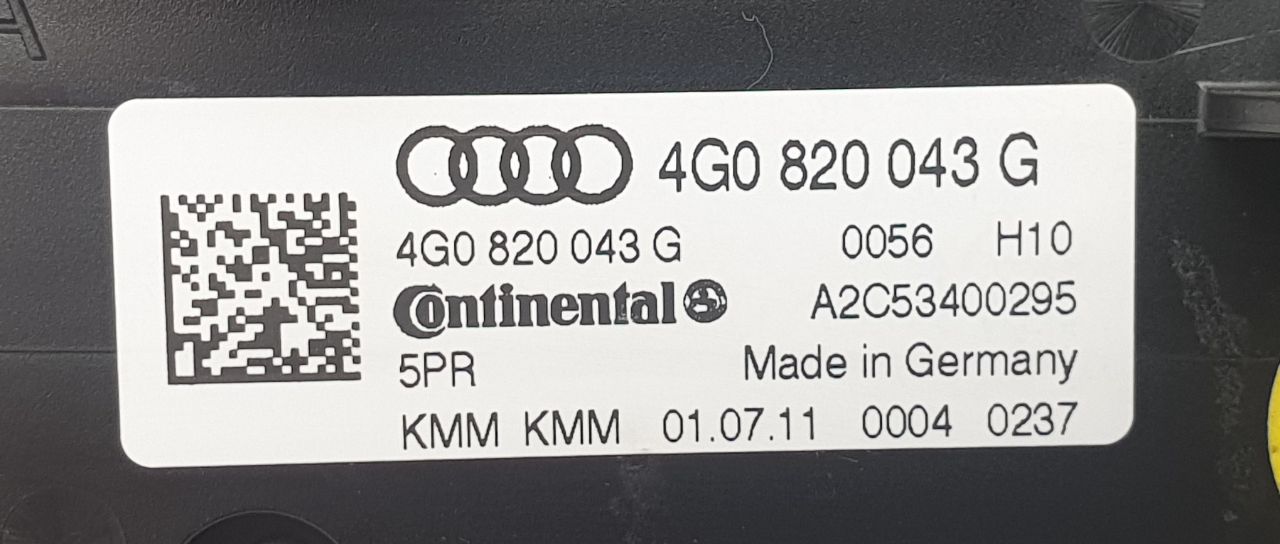 4G0 820 043 G
4G0 820 043 G 0056 H10
Continental A2C53400295
5PR Made in Germany
KMM KMM 01.07.11 0004 0237